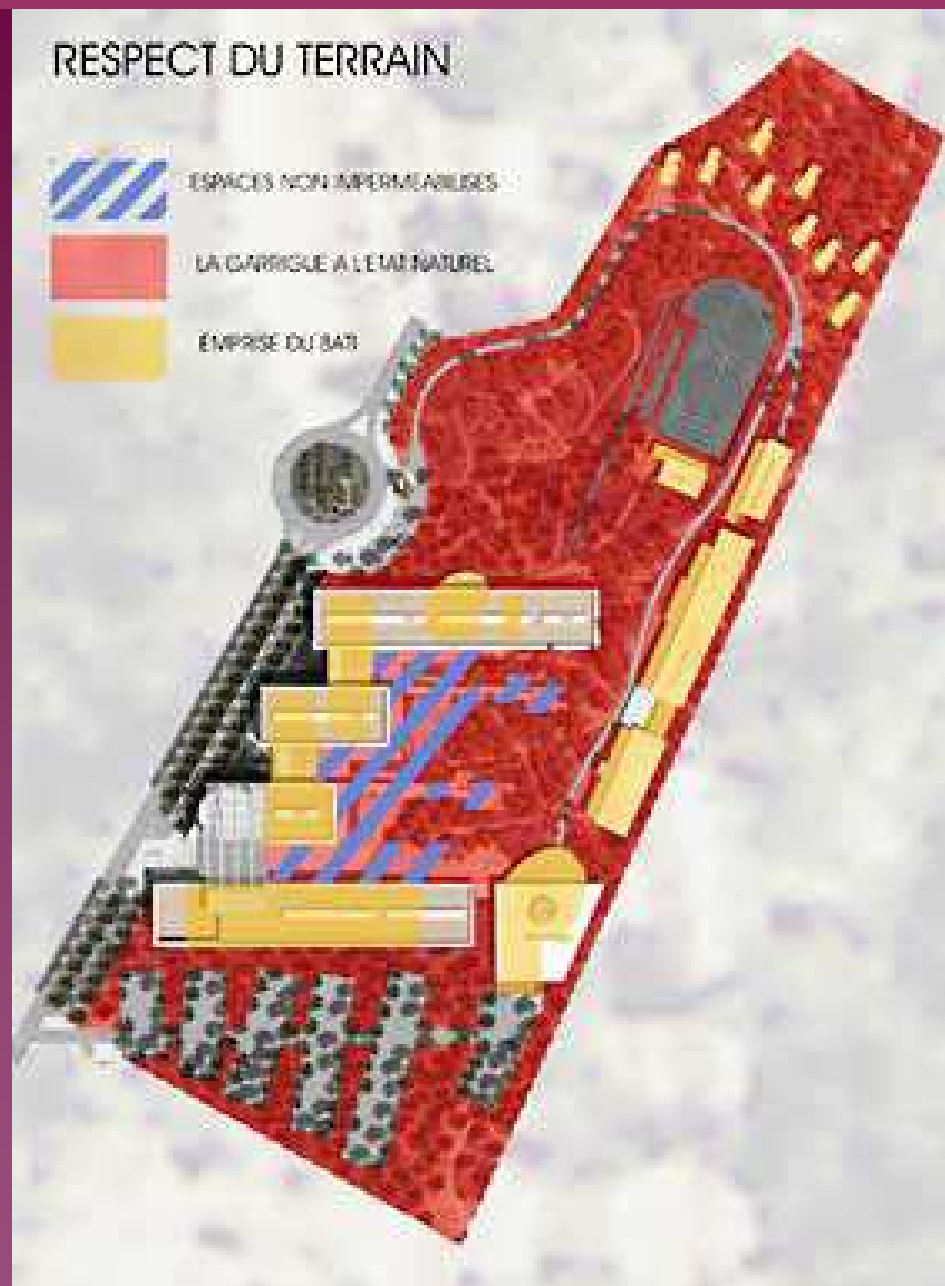 RESPECT DU TERRAIN
ESPACES NON IMPERMEABILISES
LA GARRIGUE A L'ETAT NATUREL
EMPRISE DU BATI